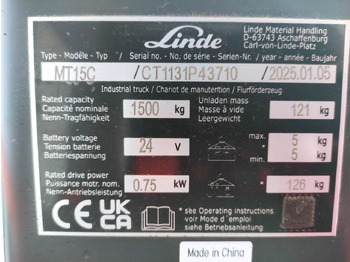 Linde
Linde Material Handling
D-63743 Aschaffenburg
Carl-von-Linde-Platz
Type - Modèle - Typ / Serial no. - No. de série - Serien-Nr / year - année - Baujahr
MT15C / CT1131P43710 / 2025.01.05
Industrial truck / Chariot de manutention / Flurförderzeug
Rated capacity
Capacité nominale
Nenn-Tragfähigkeit
1500 kg
Unladen mass
Masse à vide
Leergewicht
121 kg
Battery voltage
Tension batterie
Batteriespannung
24 V
max. 5 kg
min. 5 kg
Rated drive power
Puissance motr. nom.
Nenn-Antriebsleistung
0.75 kW
* 126 kg
CE UKCA
*see Operating instructions
voir Mode d'emploi
siehe Betriebsanleitung
Made in China